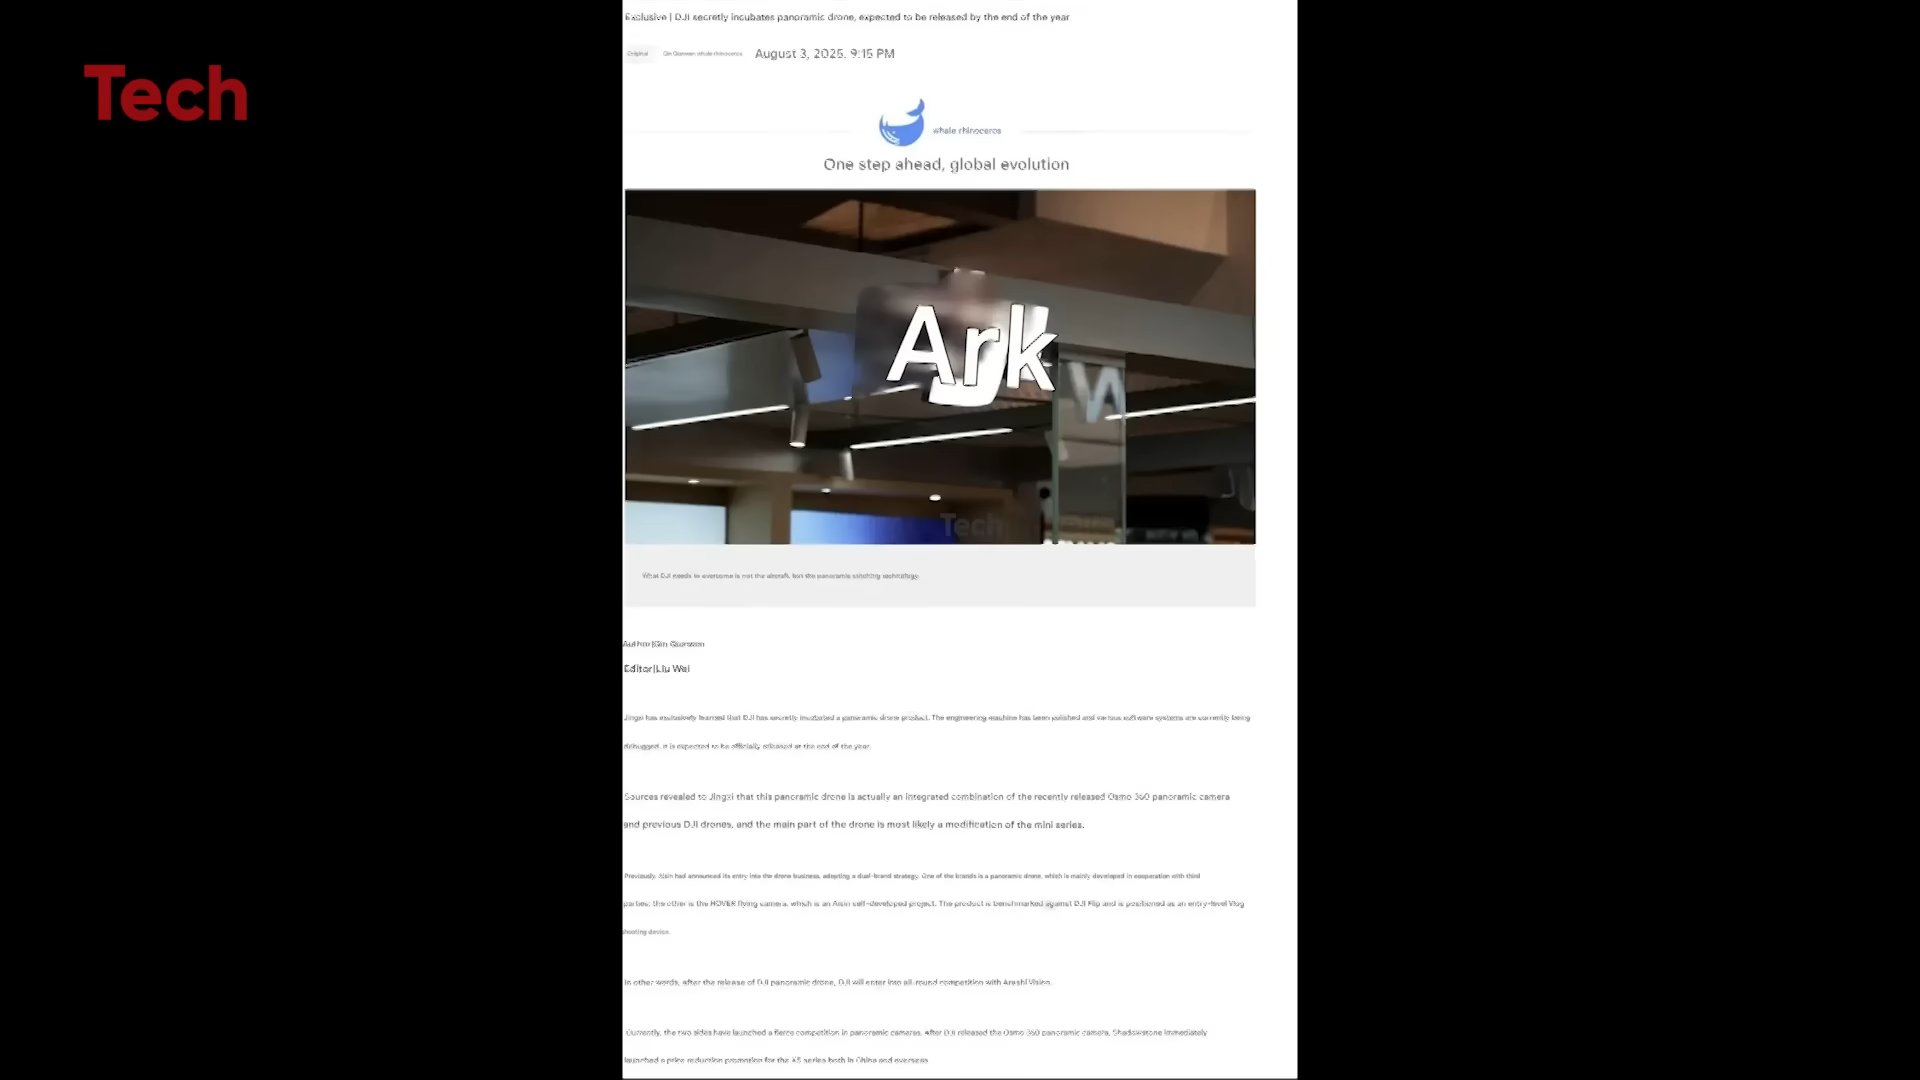 Exclusive | DJI secretly incubates panoramic drone, expected to be released by the end of the year
Original August 3, 2025, 9:15 PM
Tech
whale rhinoceros
One step ahead, global evolution
Ark
Tech
What DJI needs to overcome is not the aircraft, but the panoramic stitching technology.
Editor|Liu Wei
Jingxi has exclusively learned that DJI has secretly incubated a panoramic drone product. The engineering machine has been polished and various software systems are currently being
debugged. It is expected to be officially released at the end of the year.
Sources revealed to Jingxi that this panoramic drone is actually an integrated combination of the recently released Osmo 360 panoramic camera
and previous DJI drones, and the main part of the drone is most likely a modification of the mini series.
Previously, had announced its entry into the drone business, adopting a dual-brand strategy. One of the brands is a panoramic drone, which is mainly developed in cooperation with third
parties; the other is the HOVER flying camera, which is an self-developed project. The product is benchmarked against DJI Flip and is positioned as an entry-level Vlog
shooting device.
In other words, after the release of DJI panoramic drone, DJI will enter into all-round competition with Arashi Vision.
Currently, the two sides have launched a fierce competition in panoramic cameras. After DJI released the Osmo 360 panoramic camera, Shadowstone immediately
launched a price reduction promotion for the X5 series both in China and overseas